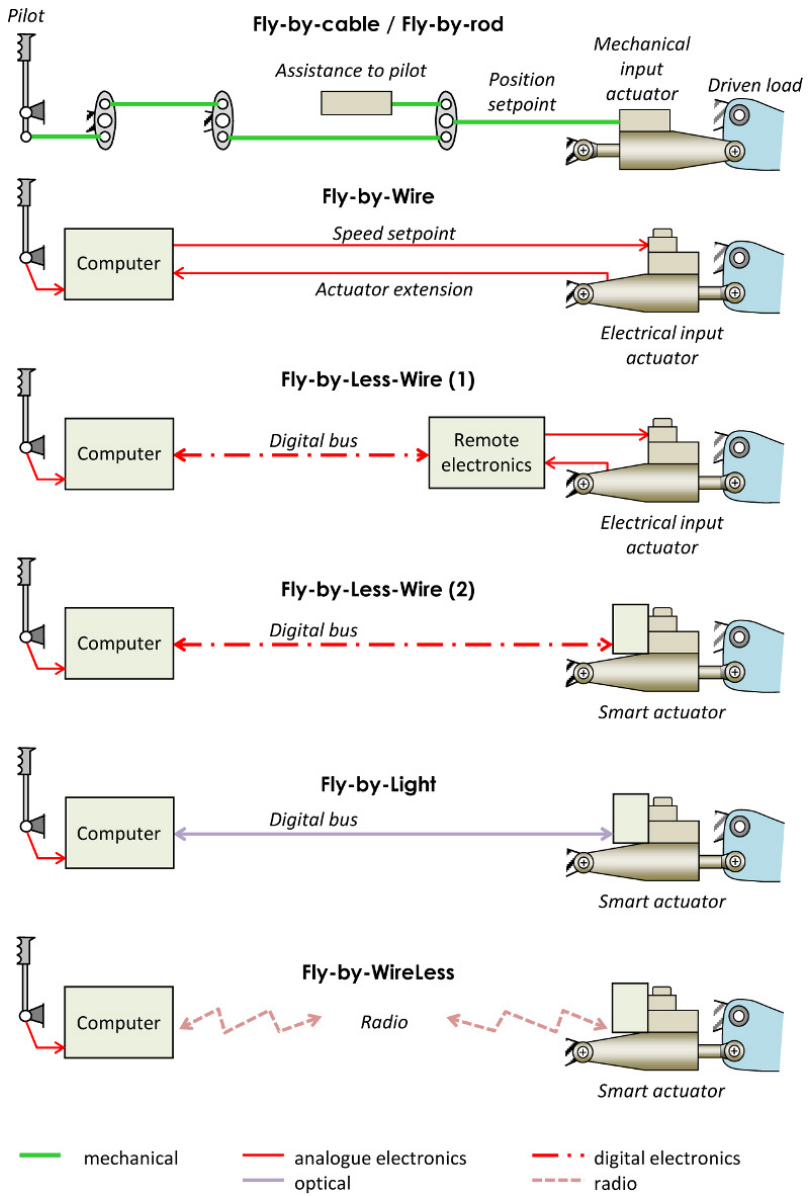 Pilot
Fly-by-cable / Fly-by-rod
Assistance to pilot
Position
setpoint
Mechanical
input
actuator
Driven load
Fly-by-Wire
Computer
Speed setpoint
Actuator extension
Electrical input
actuator
Fly-by-Less-Wire (1)
Computer
Digital bus
Remote
electronics
Electrical input
actuator
Fly-by-Less-Wire (2)
Computer
Digital bus
Smart actuator
Fly-by-Light
Computer
Digital bus
Smart actuator
Fly-by-WireLess
Computer
Radio
Smart actuator
mechanical
analogue electronics
digital electronics
optical
radio